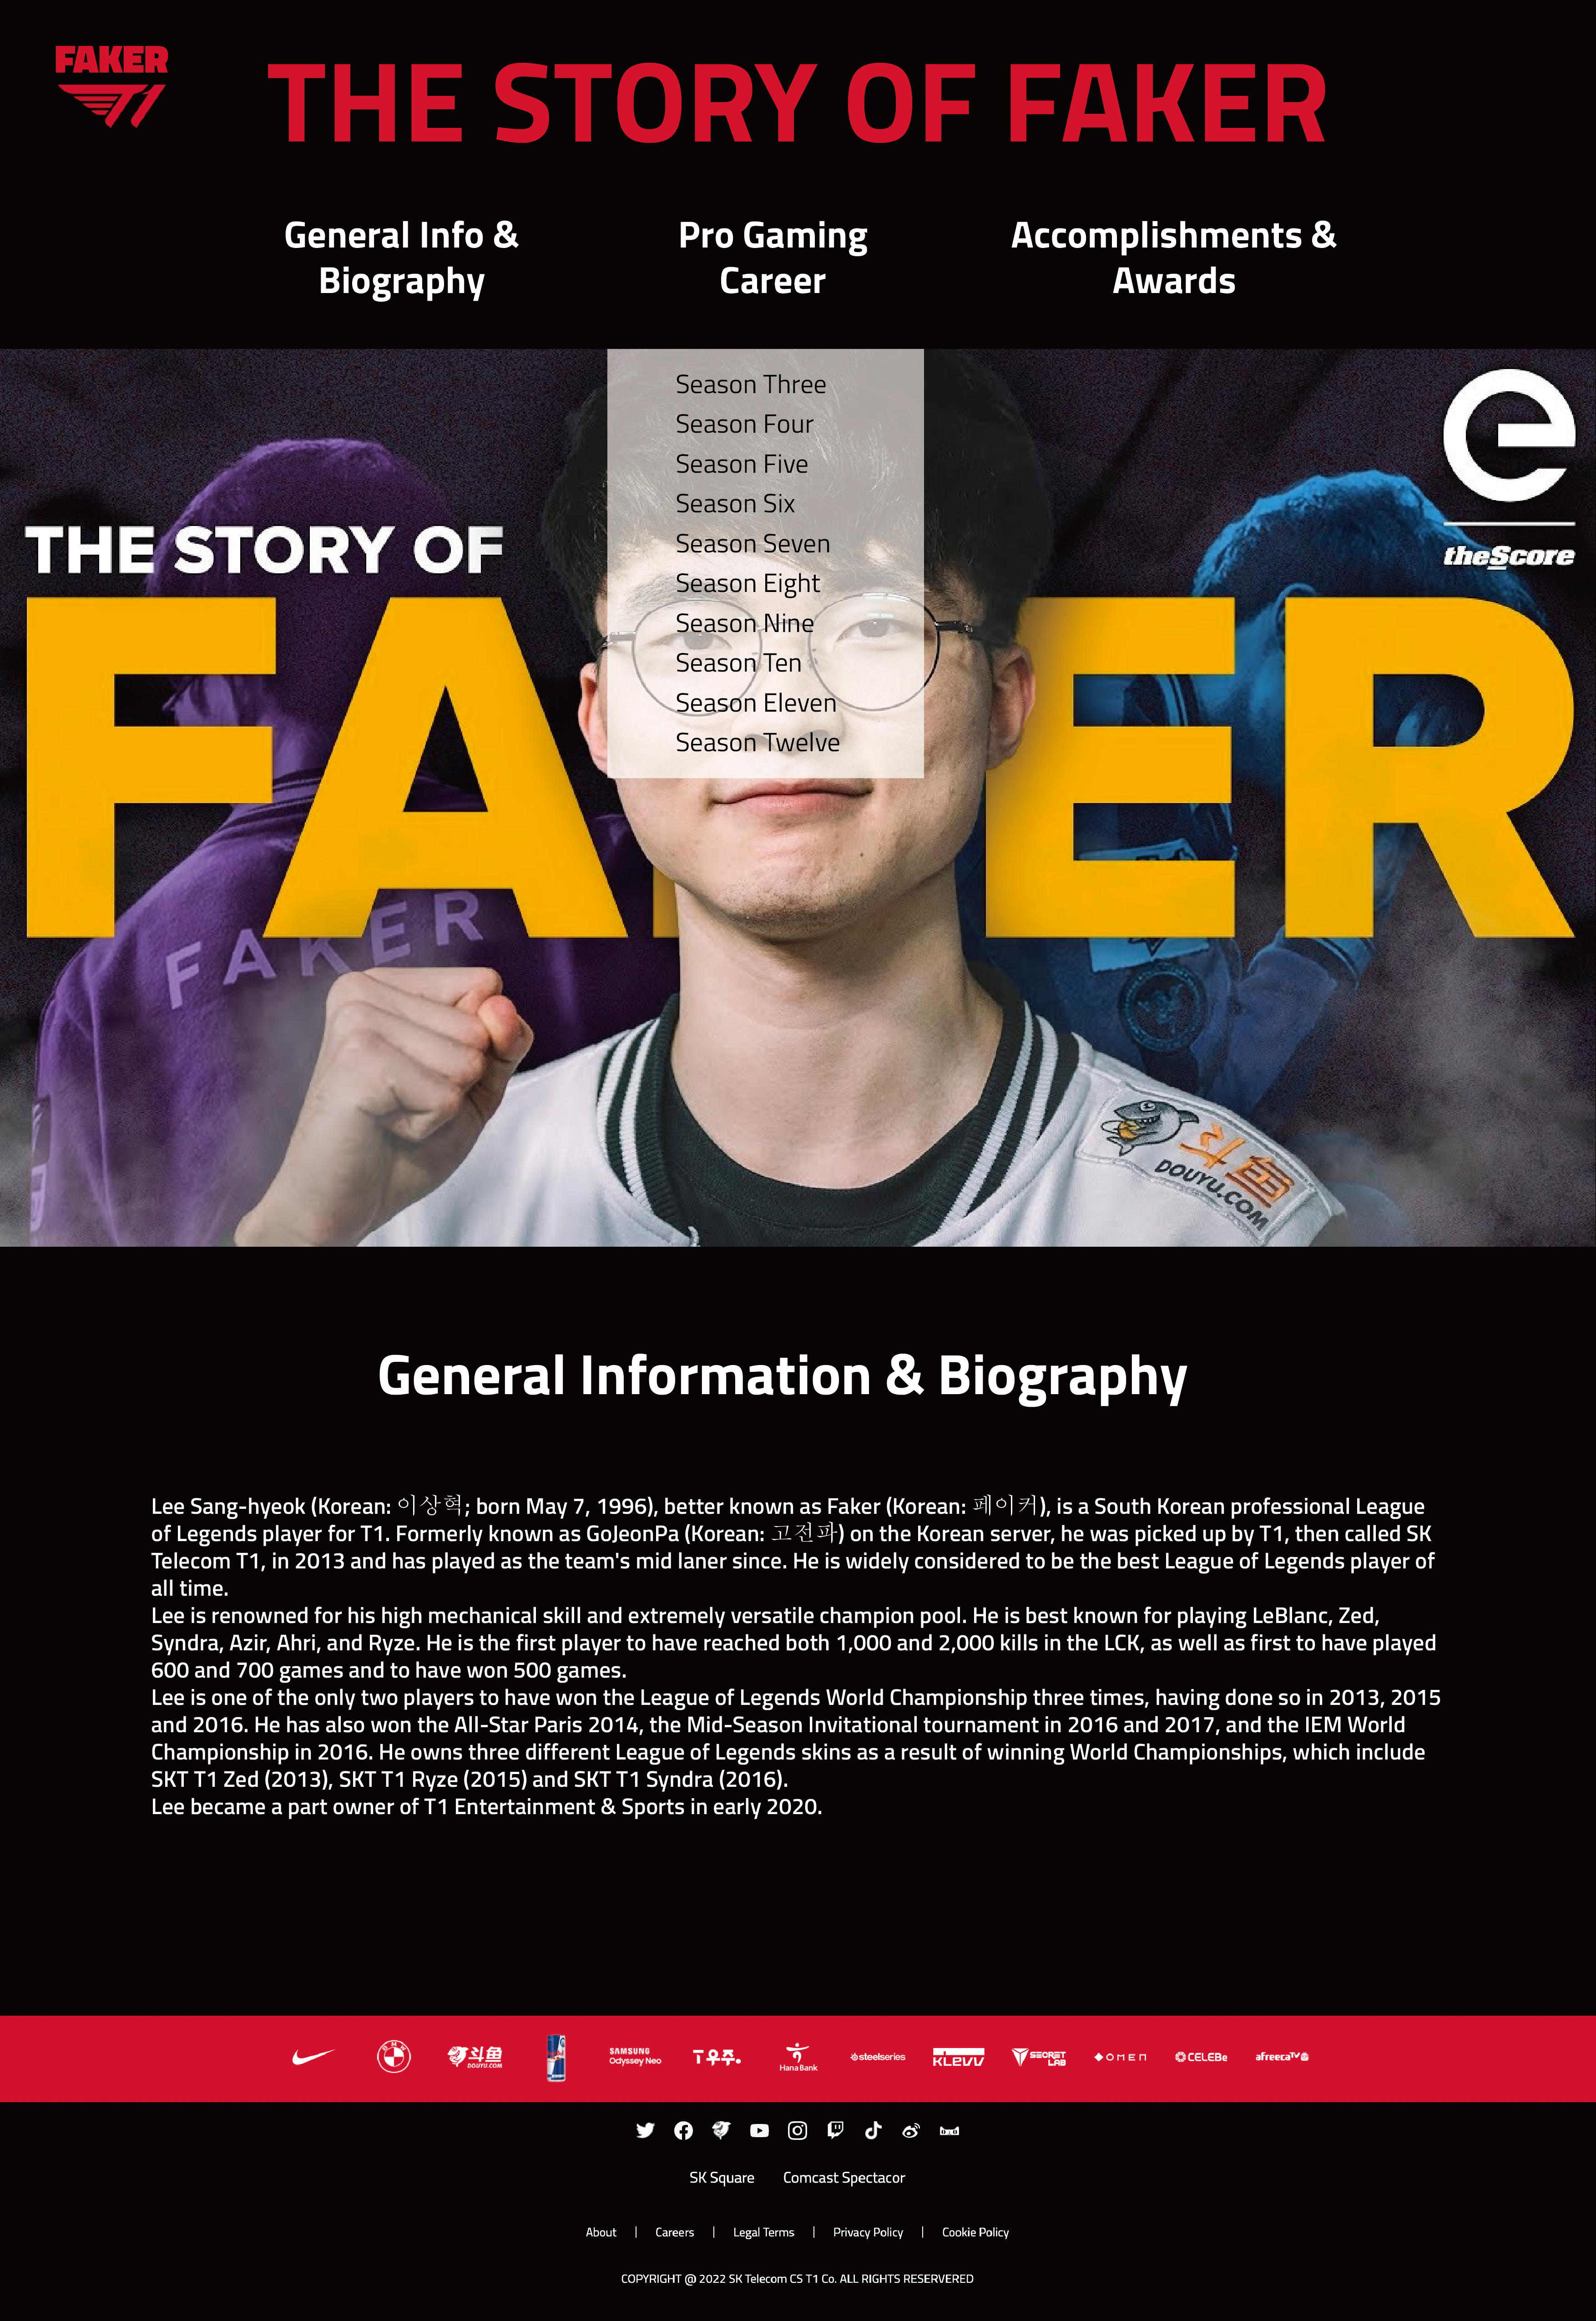 FAKER
T1
THE STORY OF FAKER
General Info &
Biography
Pro Gaming
Career
Accomplishments &
Awards
Season Three
Season Four
Season Five
Season Six
Season Seven
Season Eight
Season Nine
Season Ten
Season Eleven
Season Twelve
e
theScore
THE STORY OF
FAKER
FAKER
斗鱼
DOUYU.COM
General Information & Biography
Lee Sang-hyeok (Korean: 이상혁; born May 7, 1996), better known as Faker (Korean: 페이커), is a South Korean professional League
of Legends player for T1. Formerly known as GoJeonPa (Korean: 고전파) on the Korean server, he was picked up by T1, then called SK
Telecom T1, in 2013 and has played as the team's mid laner since. He is widely considered to be the best League of Legends player of
all time.
Lee is renowned for his high mechanical skill and extremely versatile champion pool. He is best known for playing LeBlanc, Zed,
Syndra, Azir, Ahri, and Ryze. He is the first player to have reached both 1,000 and 2,000 kills in the LCK, as well as first to have played
600 and 700 games and to have won 500 games.
Lee is one of the only two players to have won the League of Legends World Championship three times, having done so in 2013, 2015
and 2016. He has also won the All-Star Paris 2014, the Mid-Season Invitational tournament in 2016 and 2017, and the IEM World
Championship in 2016. He owns three different League of Legends skins as a result of winning World Championships, which include
SKT T1 Zed (2013), SKT T1 Ryze (2015) and SKT T1 Syndra (2016).
Lee became a part owner of T1 Entertainment & Sports in early 2020.
BMW
斗鱼
DOUYU.COM
SAMSUNG
Odyssey Neo
T우주.
Hana Bank
steelseries
KLEVV
SECRET
LAB
OMEN
CELEBe
afreecaTV
SK Square Comcast Spectacor
About | Careers | Legal Terms | Privacy Policy | Cookie Policy
COPYRIGHT @ 2022 SK Telecom CS T1 Co. ALL RIGHTS RESERVERED